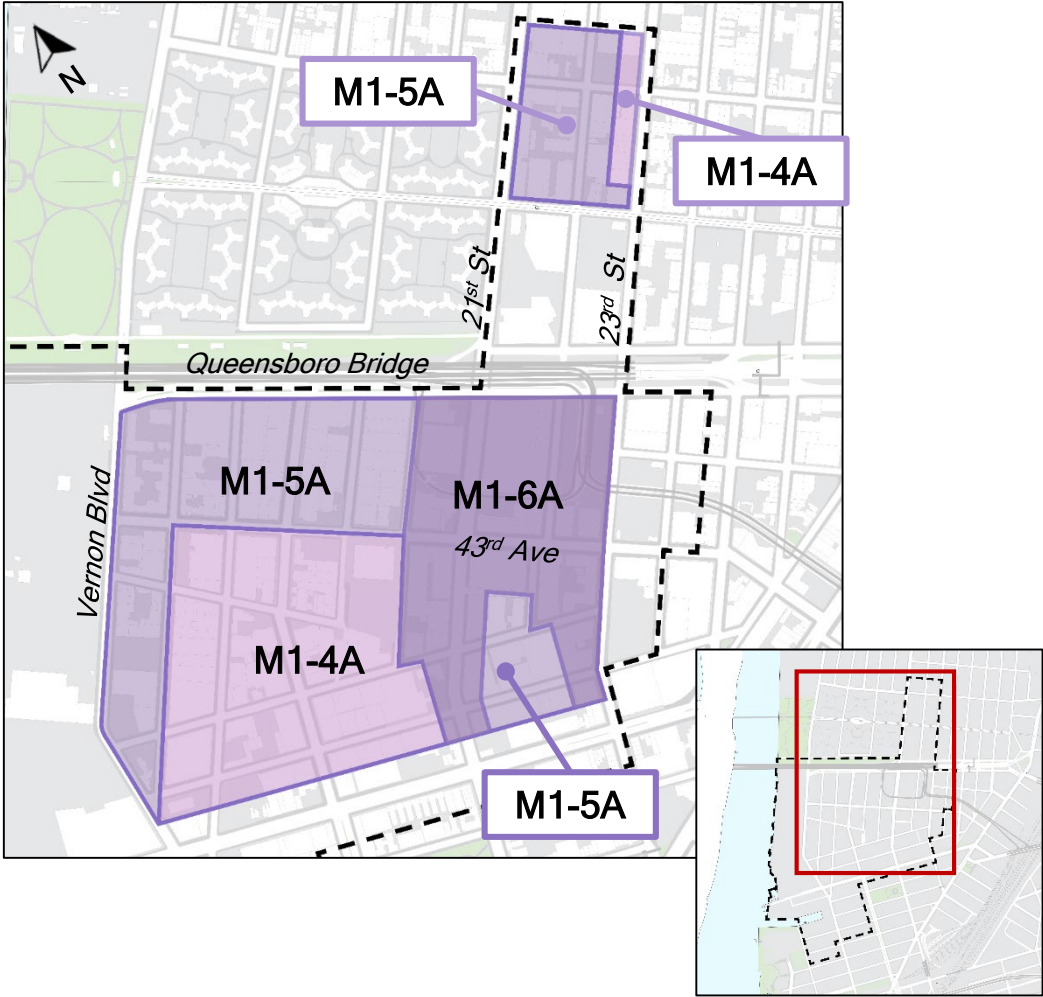 N
M1-5A
M1-4A
21st St
23rd St
Queensboro Bridge
M1-5A
M1-6A
43rd Ave
Vernon Blvd
M1-4A
M1-5A